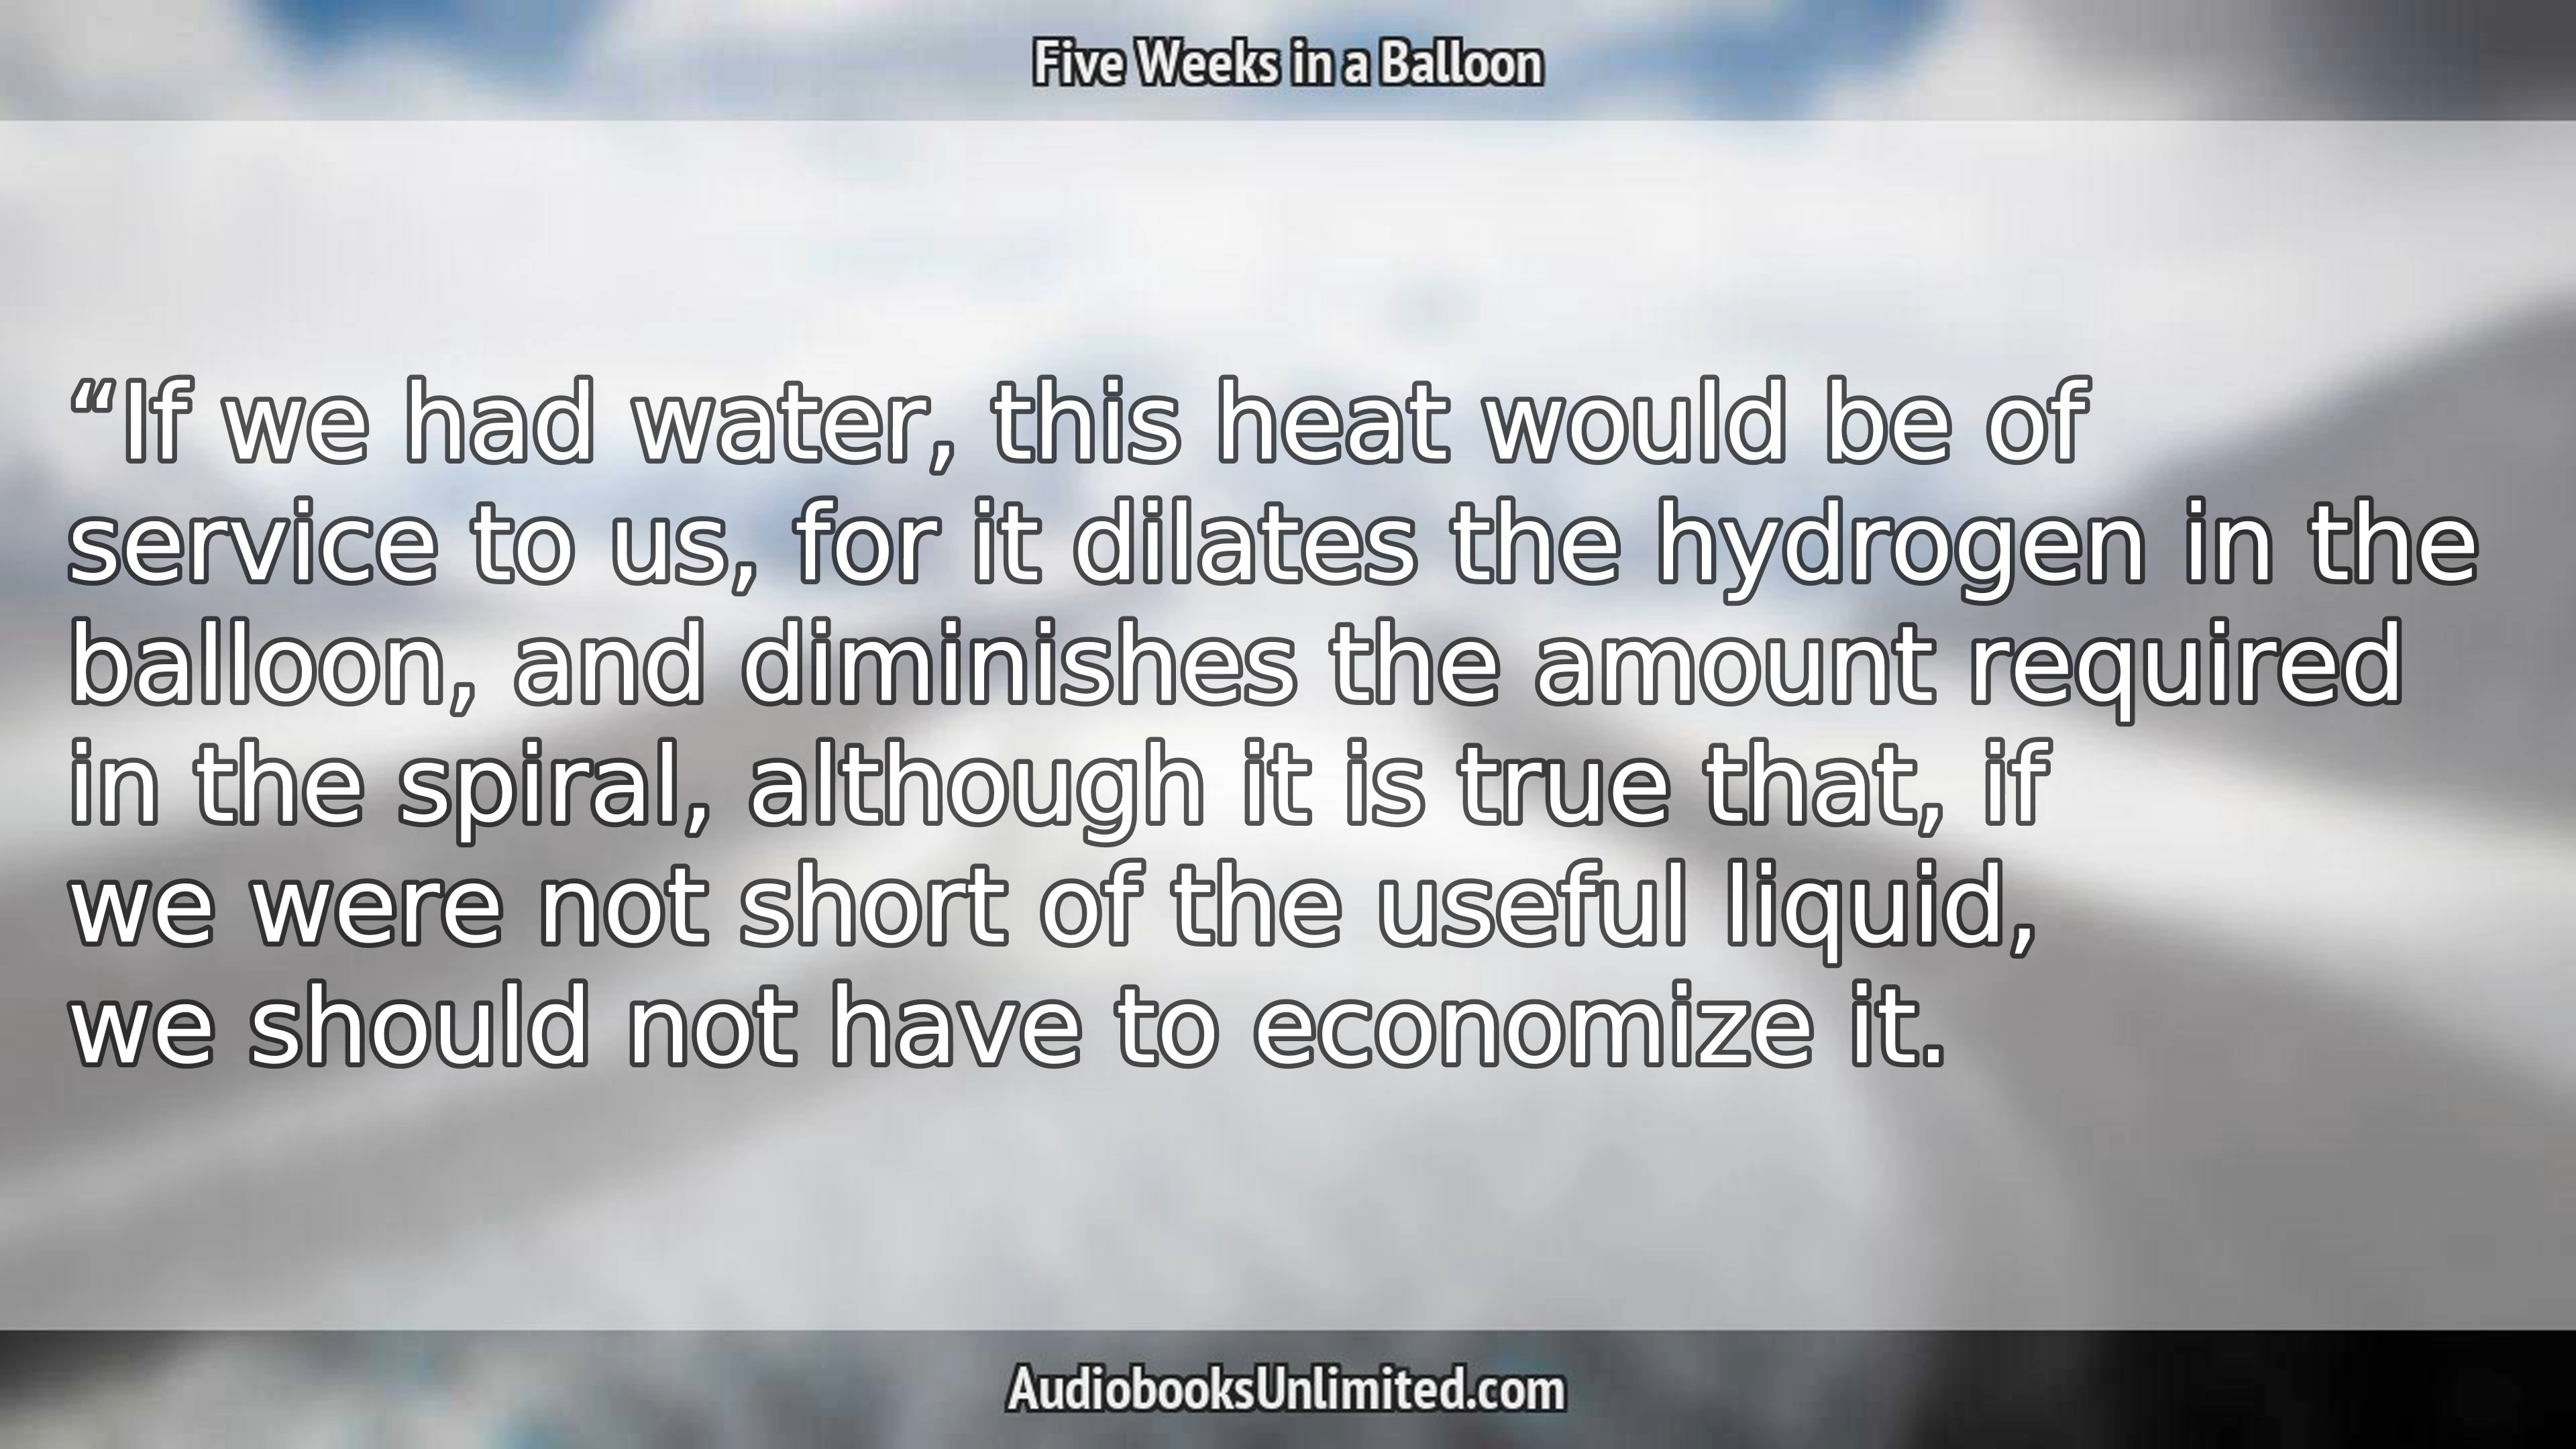 Five Weeks in a Balloon
“If we had water, this heat would be of
service to us, for it dilates the hydrogen in the
balloon, and diminishes the amount required
in the spiral, although it is true that, if
we were not short of the useful liquid,
we should not have to economize it.
AudiobooksUnlimited.com